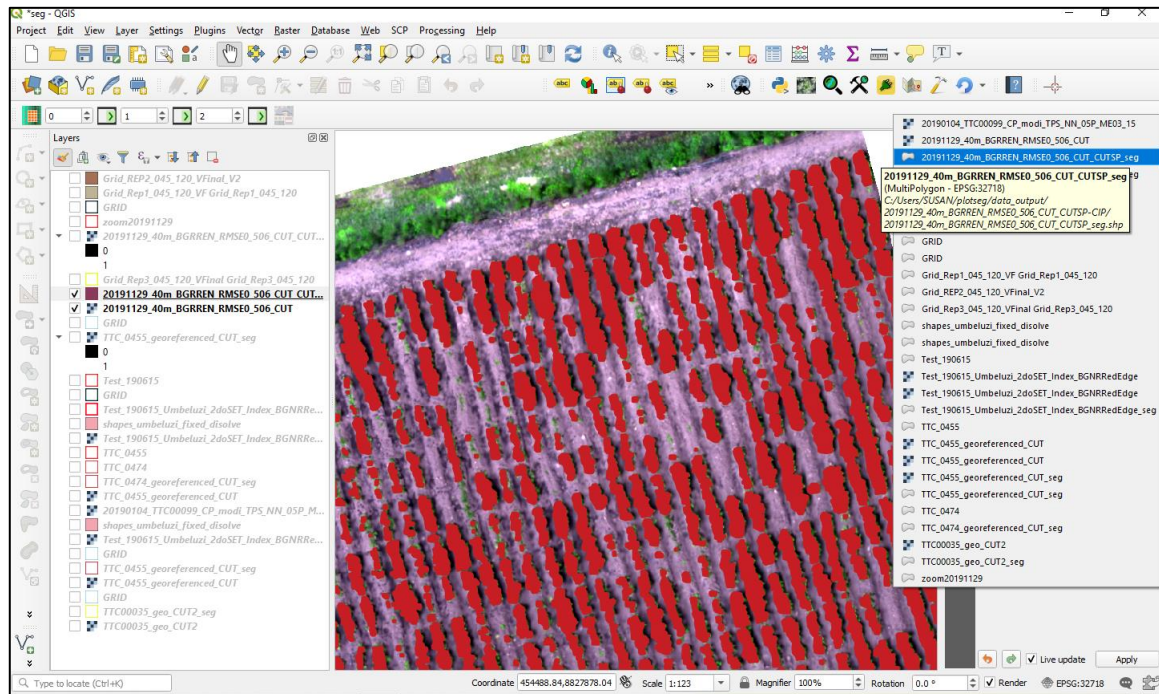 *seg - QGIS
Project Edit View Layer Settings Plugins Vector Raster Database Web SCP Processing Help
0 1 2
Layers
Grid_REP2_045_120_VFinal_V2
Grid_Rep1_045_120_VF Grid_Rep1_045_120
GRID
zoom20191129
20191129_40m_BGRREN_RMSE0_506_CUT_CUT...
0
1
Grid_Rep3_045_120_VFinal Grid_Rep3_045_120
20191129_40m_BGRREN_RMSE0_506_CUT_CUT...
20191129_40m_BGRREN_RMSE0_506_CUT
GRID
TTC_0455_georeferenced_CUT_seg
0
1
Test_190615
GRID
Test_190615_Umbeluzi_2doSET_Index_BGNRRe...
shapes_umbeluzi_fixed_disolve
Test_190615_Umbeluzi_2doSET_Index_BGNRRe...
TTC_0455
TTC_0474
TTC_0474_georeferenced_CUT_seg
TTC_0455_georeferenced_CUT
20190104_TTC00099_CP_modi_TPS_NN_05P_M...
shapes_umbeluzi_fixed_disolve
Test_190615_Umbeluzi_2doSET_Index_BGNRRe...
GRID
TTC_0455_georeferenced_CUT_seg
TTC_0455_georeferenced_CUT
GRID
TTC00035_geo_CUT2_seg
TTC00035_geo_CUT2
20190104_TTC00099_CP_modi_TPS_NN_05P_ME03_15
20191129_40m_BGRREN_RMSE0_506_CUT
20191129_40m_BGRREN_RMSE0_506_CUT_CUTSP_seg
20191129_40m_BGRREN_RMSE0_506_CUT_CUTSP_seg
(MultiPolygon - EPSG:32718)
C:/Users/SUSAN/plotseg/data_output/
20191129_40m_BGRREN_RMSE0_506_CUT_CUTSP-CIP/
20191129_40m_BGRREN_RMSE0_506_CUT_CUTSP_seg.shp
GRID
GRID
Grid_Rep1_045_120_VF Grid_Rep1_045_120
Grid_REP2_045_120_VFinal_V2
Grid_Rep3_045_120_VFinal Grid_Rep3_045_120
shapes_umbeluzi_fixed_disolve
shapes_umbeluzi_fixed_disolve
Test_190615
Test_190615_Umbeluzi_2doSET_Index_BGNRRedEdge
Test_190615_Umbeluzi_2doSET_Index_BGNRRedEdge
Test_190615_Umbeluzi_2doSET_Index_BGNRRedEdge_seg
TTC_0455
TTC_0455_georeferenced_CUT
TTC_0455_georeferenced_CUT
TTC_0455_georeferenced_CUT_seg
TTC_0455_georeferenced_CUT_seg
TTC_0474
TTC_0474_georeferenced_CUT_seg
TTC00035_geo_CUT2
TTC00035_geo_CUT2_seg
zoom20191129
Live update Apply
Type to locate (Ctrl+K) Coordinate 454488.84,8827878.04 Scale 1:123 Magnifier 100% Rotation 0.0 ° Render EPSG:32718